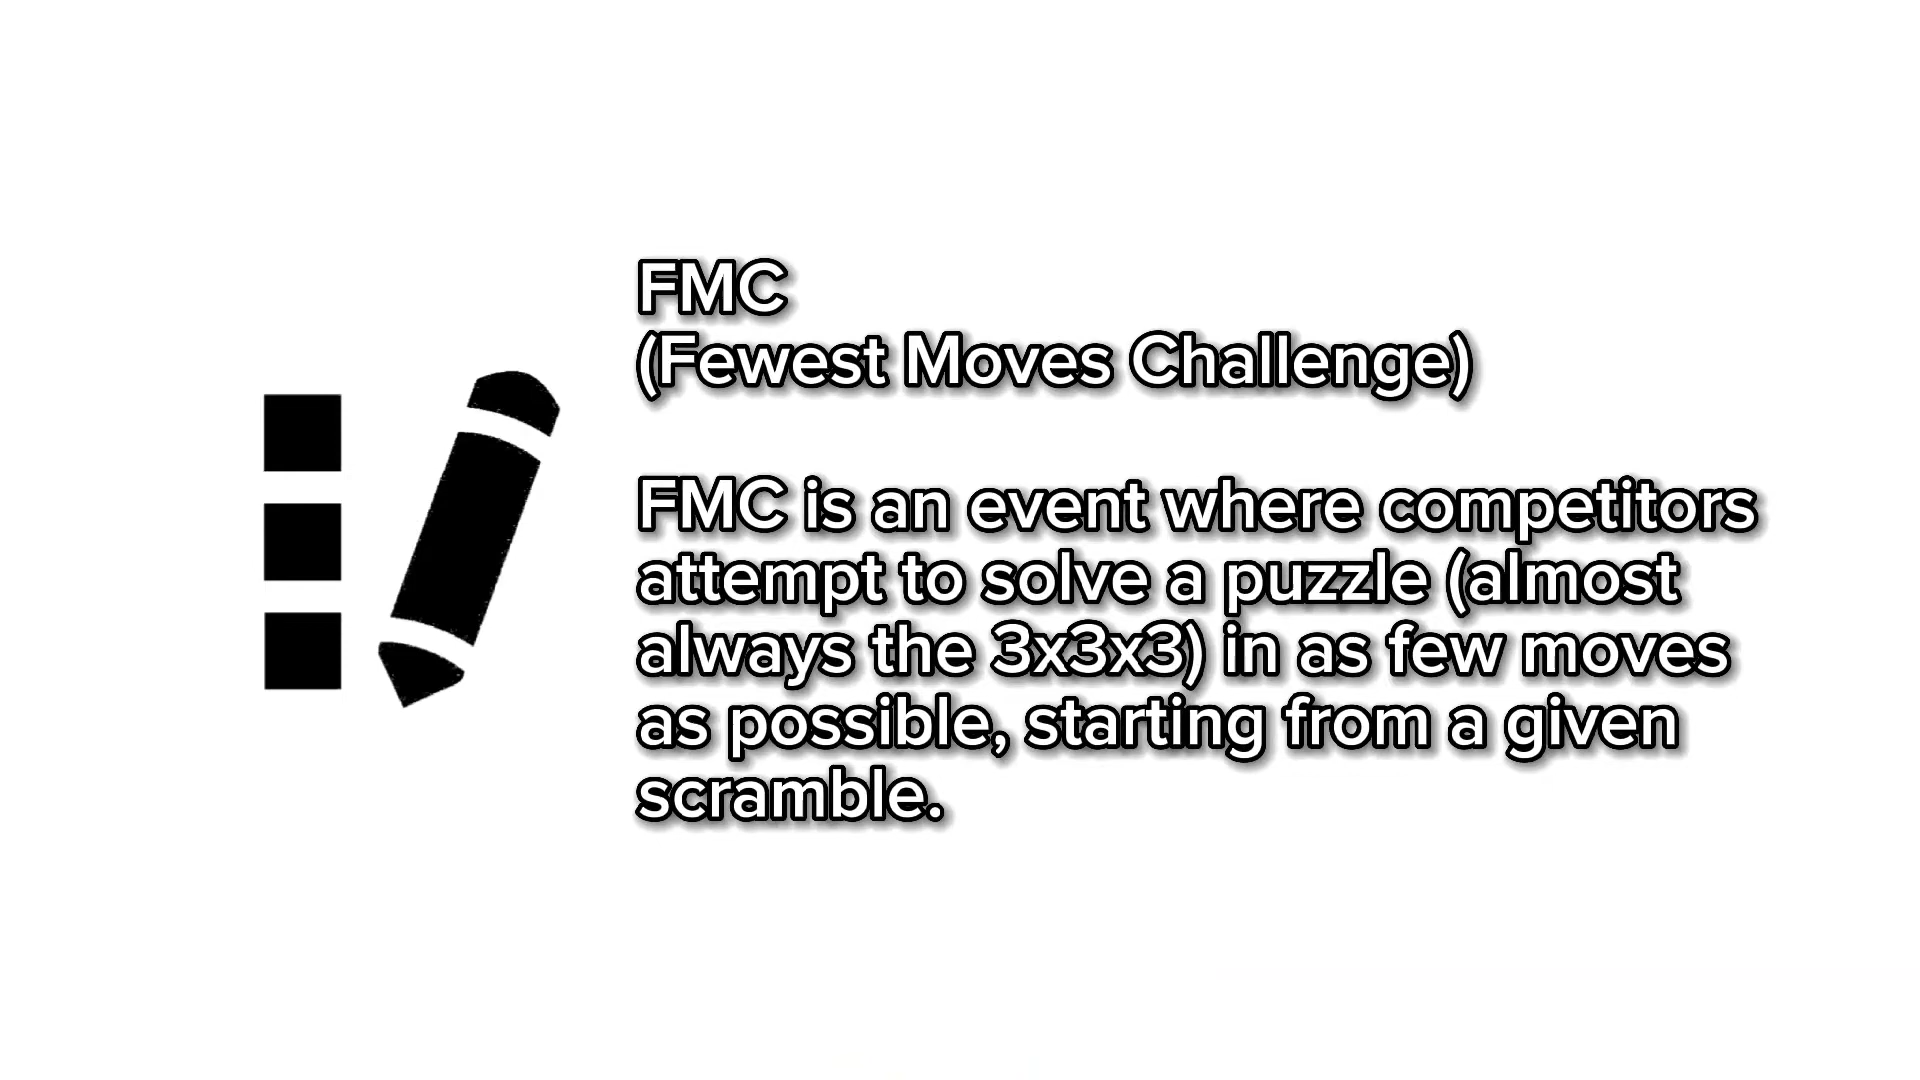 FMC
(Fewest Moves Challenge)
FMC is an event where competitors
attempt to solve a puzzle (almost
always the 3x3x3) in as few moves
as possible, starting from a given
scramble.